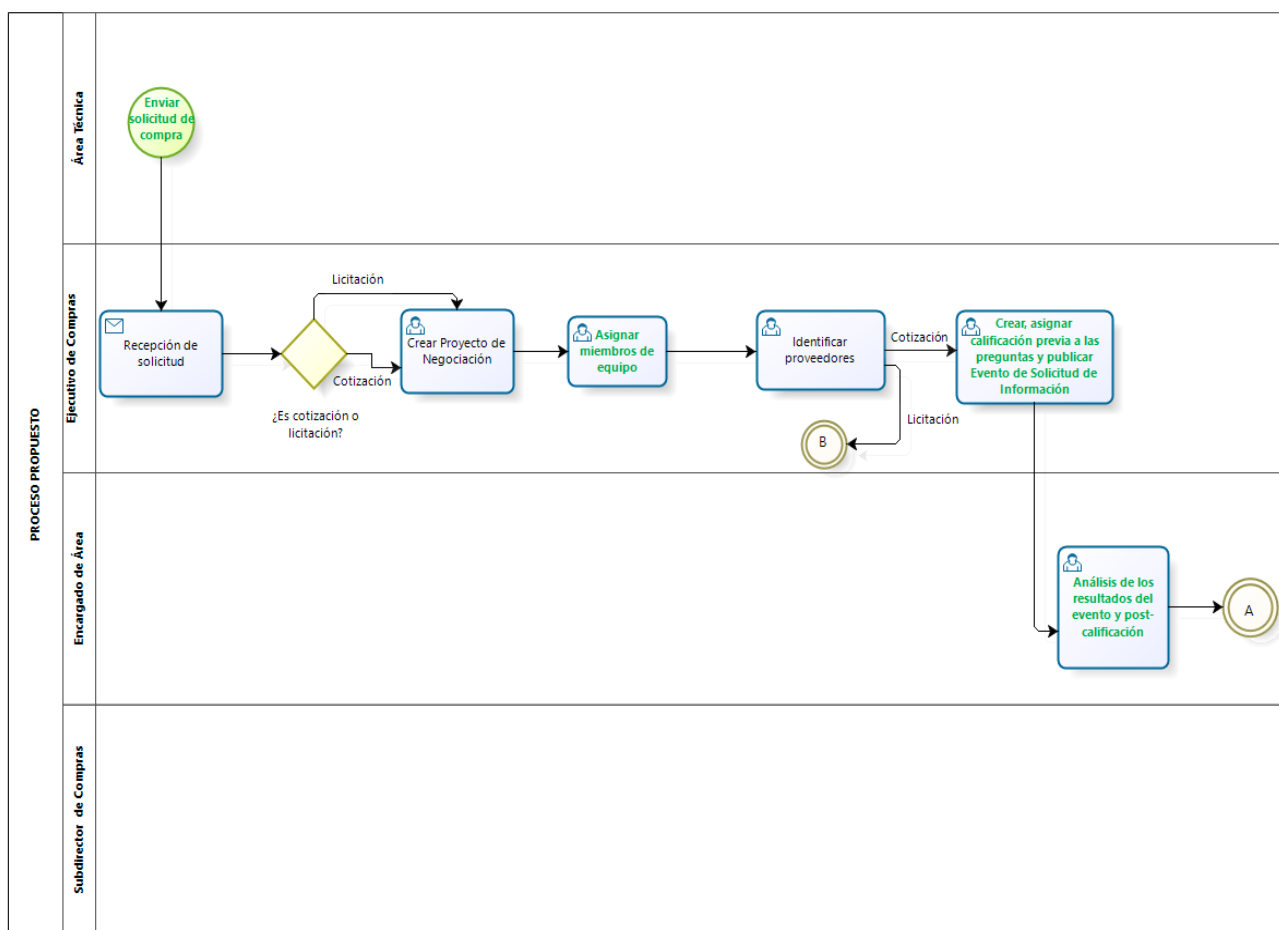 PROCESO PROPUESTO
Área Técnica
Enviar
solicitud de
compra
Ejecutivo de Compras
Recepción de
solicitud
Licitación
Cotización
¿Es cotización o
licitación?
Crear Proyecto de
Negociación
Asignar
miembros de
equipo
Identificar
proveedores
Cotización
Licitación
B
Crear, asignar
calificación previa a las
preguntas y publicar
Evento de Solicitud de
Información
Encargado de Área
Análisis de los
resultados del
evento y post-
calificación
A
Subdirector de Compras